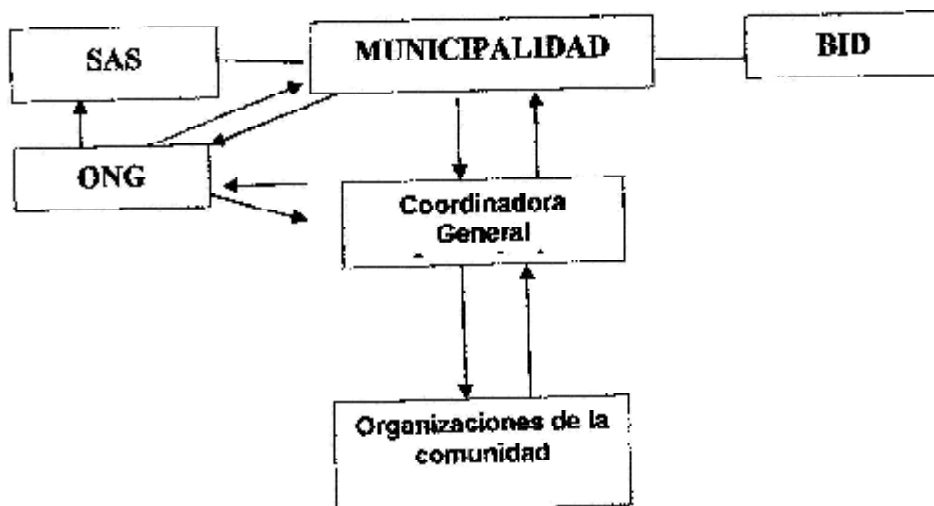 SAS
MUNICIPALIDAD
BID
ONG
Coordinadora
General
Organizaciones de la
comunidad